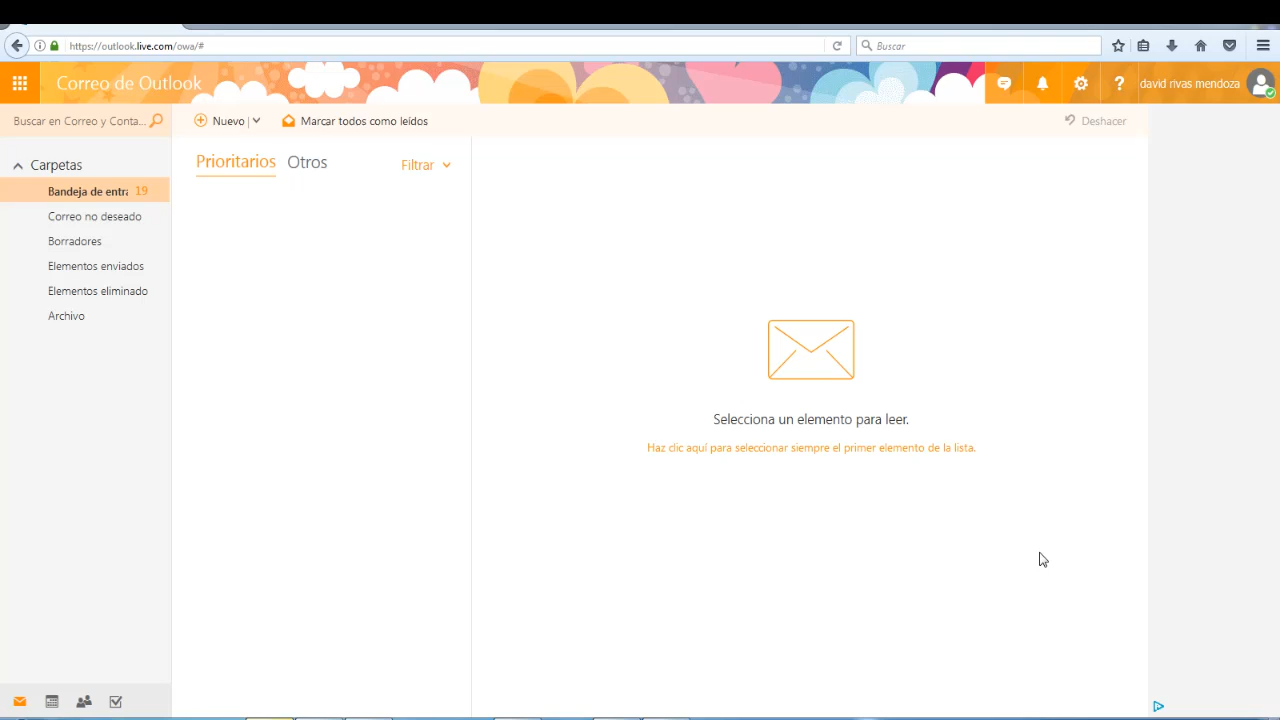 https://outlook.live.com/owa/#
Buscar
Correo de Outlook
david rivas mendoza
Buscar en Correo y Conta...
Nuevo
Marcar todos como leídos
Deshacer
Carpetas
Bandeja de entra 19
Correo no deseado
Borradores
Elementos enviados
Elementos eliminado
Archivo
Prioritarios Otros
Filtrar
Selecciona un elemento para leer.
Haz clic aquí para seleccionar siempre el primer elemento de la lista.